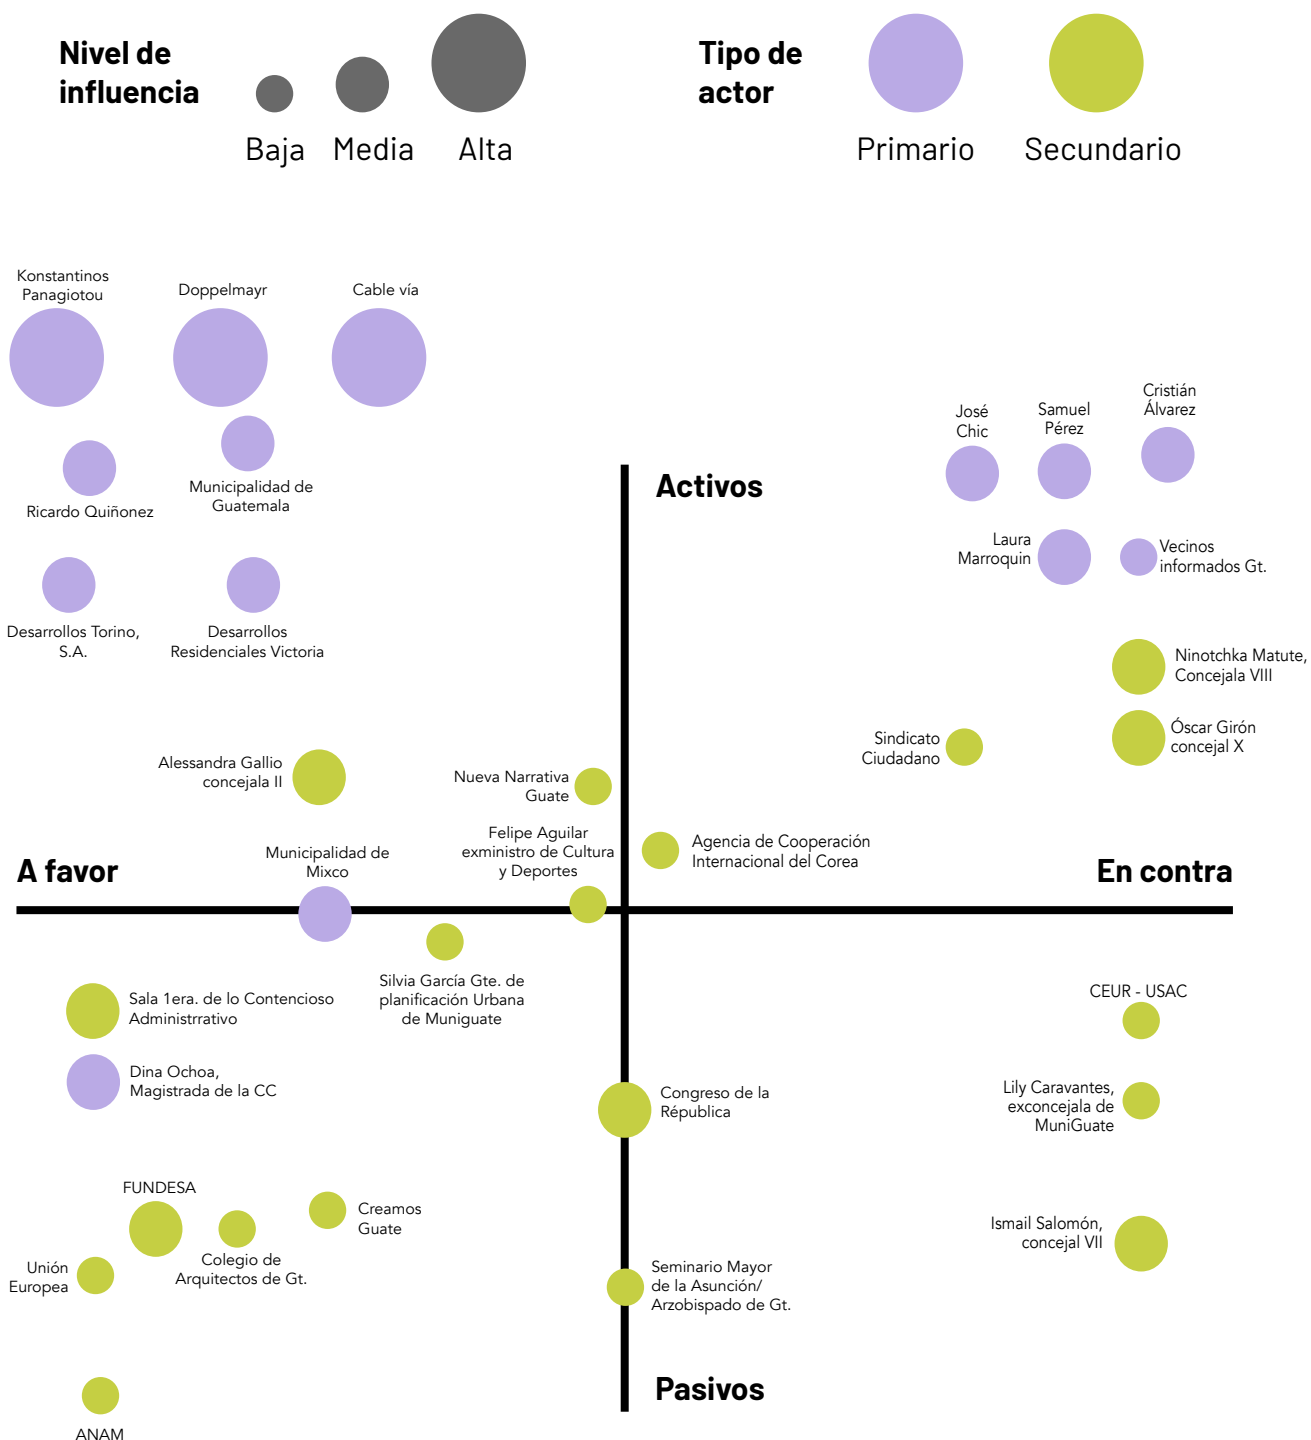 Nivel de
influencia
Baja
Media
Alta
Tipo de
actor
Primario
Secundario
Konstantinos
Panagiotou
Doppelmayr
Cable vía
Ricardo Quiñonez
Municipalidad de
Guatemala
Desarrollos Torino,
S.A.
Desarrollos
Residenciales Victoria
Activos
José
Chic
Samuel
Pérez
Cristián
Álvarez
Laura
Marroquin
Vecinos
informados Gt.
Ninotchka Matute,
Concejala VIII
Óscar Girón
concejal X
Sindicato
Ciudadano
Alessandra Gallio
concejala II
Nueva Narrativa
Guate
Felipe Aguilar
exministro de Cultura
y Deportes
Agencia de Cooperación
Internacional del Corea
Municipalidad de
Mixco
A favor
En contra
Silvia García Gte. de
planificación Urbana
de Muniguate
Sala 1era. de lo Contencioso
Administrrativo
Dina Ochoa,
Magistrada de la CC
CEUR - USAC
Congreso de la
Républica
Lily Caravantes,
exconcejala de
MuniGuate
FUNDESA
Creamos
Guate
Colegio de
Arquitectos de Gt.
Unión
Europea
Ismail Salomón,
concejal VII
Seminario Mayor
de la Asunción/
Arzobispado de Gt.
Pasivos
ANAM